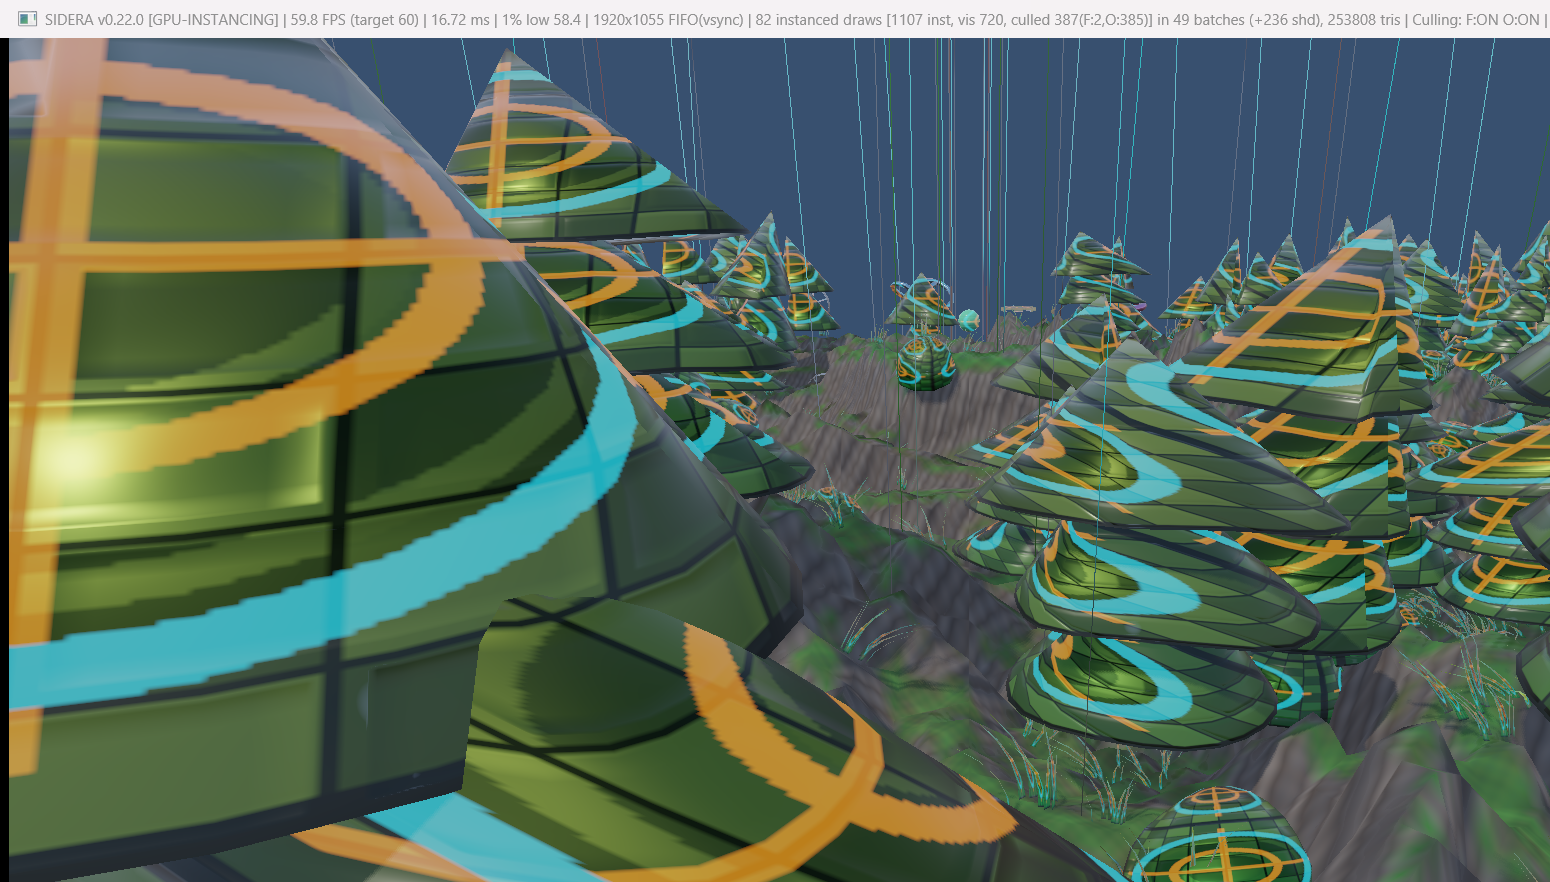 SIDERA v0.22.0 [GPU-INSTANCING] | 59.8 FPS (target 60) | 16.72 ms | 1% low 58.4 | 1920x1055 FIFO(vsync) | 82 instanced draws [1107 inst, vis 720, culled 387(F:2,O:385)] in 49 batches (+236 shd), 253808 tris | Culling: F:ON O:ON |